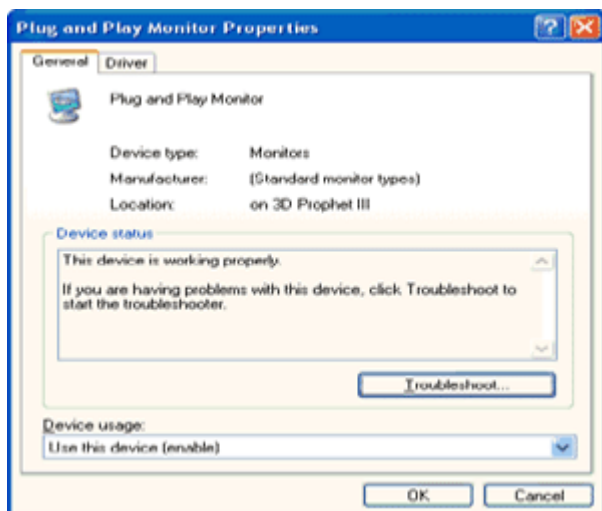 Plug and Play Monitor Properties
General Driver
Plug and Play Monitor
Device type: Monitors
Manufacturer: (Standard monitor types)
Location: on 3D Prophet III
Device status
This device is working properly.
If you are having problems with this device, click Troubleshoot to
start the troubleshooter.
Troubleshoot...
Device usage:
Use this device (enable)
OK Cancel